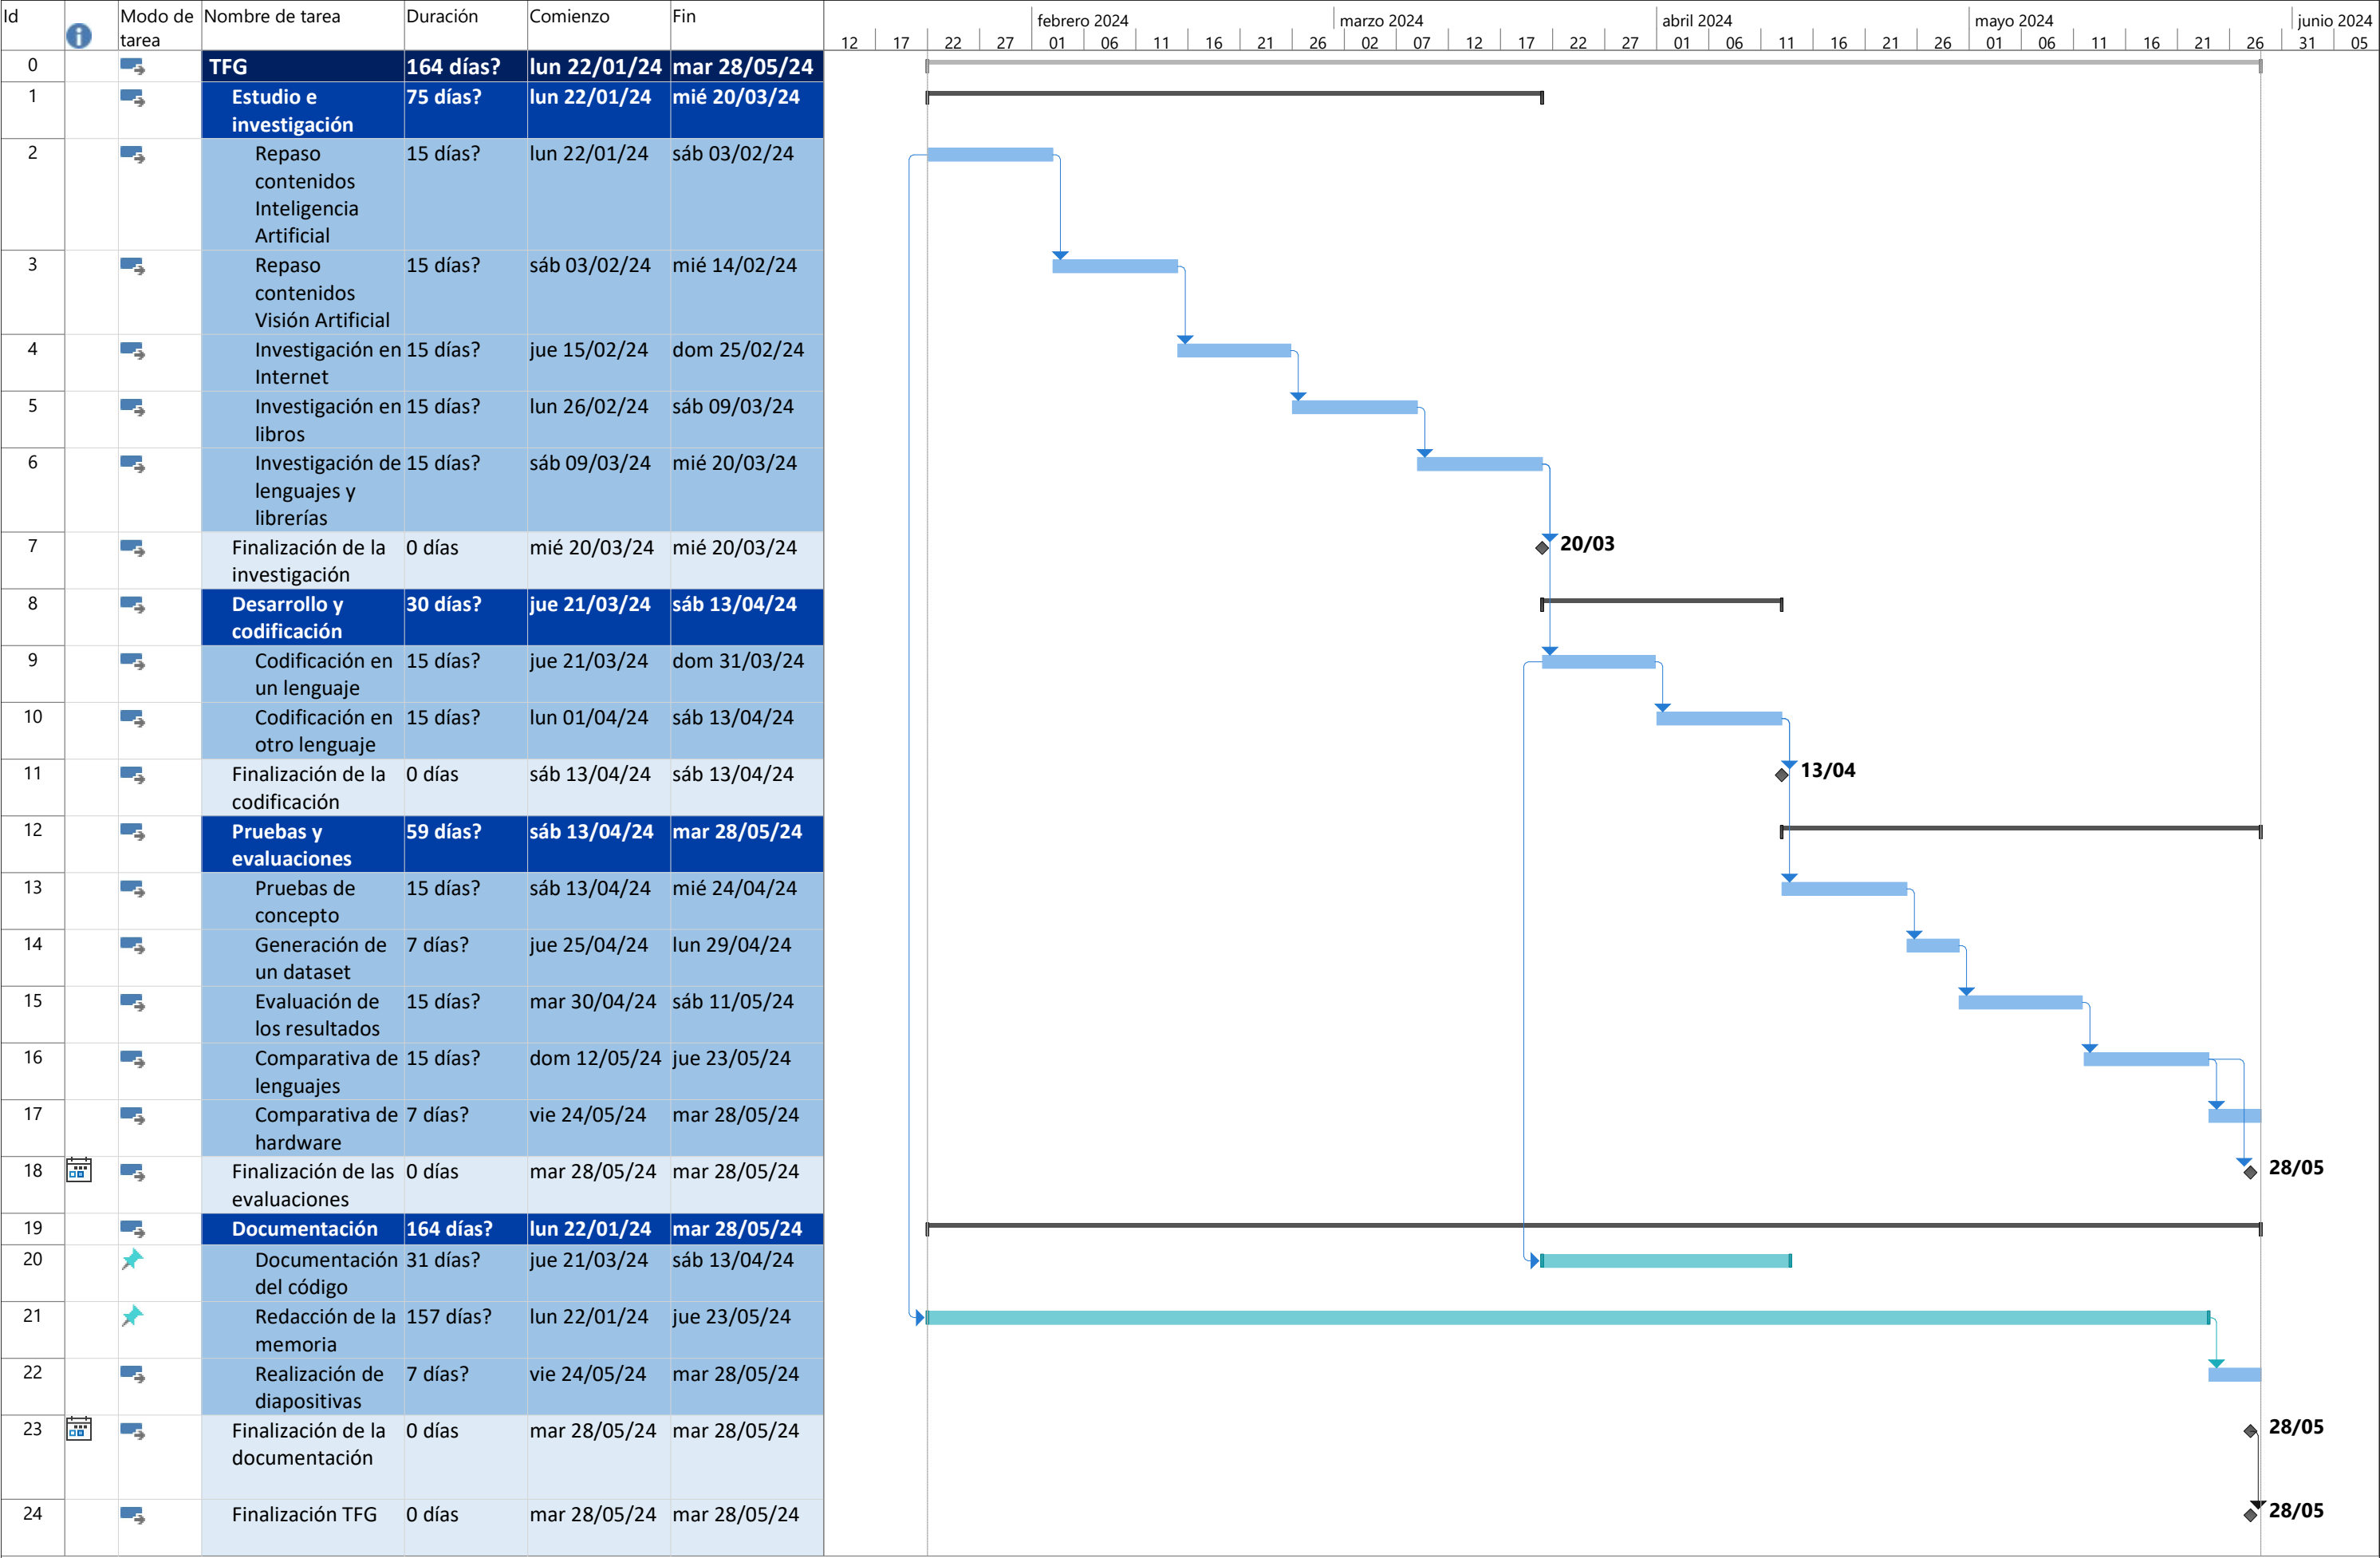 Id Modo de tarea Nombre de tarea Duración Comienzo Fin
febrero 2024 marzo 2024 abril 2024 mayo 2024 junio 2024
12 17 22 27 01 06 11 16 21 26 02 07 12 17 22 27 01 06 11 16 21 26 01 06 11 16 21 26 31 05
0 TFG 164 días? lun 22/01/24 mar 28/05/24
1 Estudio e 75 días? lun 22/01/24 mié 20/03/24
investigación
2 Repaso 15 días? lun 22/01/24 sáb 03/02/24
contenidos
Inteligencia
Artificial
3 Repaso 15 días? sáb 03/02/24 mié 14/02/24
contenidos
Visión Artificial
4 Investigación en 15 días? jue 15/02/24 dom 25/02/24
Internet
5 Investigación en 15 días? lun 26/02/24 sáb 09/03/24
libros
6 Investigación de 15 días? sáb 09/03/24 mié 20/03/24
lenguajes y
librerías
7 Finalización de la 0 días mié 20/03/24 mié 20/03/24 20/03
investigación
8 Desarrollo y 30 días? jue 21/03/24 sáb 13/04/24
codificación
9 Codificación en 15 días? jue 21/03/24 dom 31/03/24
un lenguaje
10 Codificación en 15 días? lun 01/04/24 sáb 13/04/24
otro lenguaje
11 Finalización de la 0 días sáb 13/04/24 sáb 13/04/24 13/04
codificación
12 Pruebas y 59 días? sáb 13/04/24 mar 28/05/24
evaluaciones
13 Pruebas de 15 días? sáb 13/04/24 mié 24/04/24
concepto
14 Generación de 7 días? jue 25/04/24 lun 29/04/24
un dataset
15 Evaluación de 15 días? mar 30/04/24 sáb 11/05/24
los resultados
16 Comparativa de 15 días? dom 12/05/24 jue 23/05/24
lenguajes
17 Comparativa de 7 días? vie 24/05/24 mar 28/05/24
hardware
18 Finalización de las 0 días mar 28/05/24 mar 28/05/24 28/05
evaluaciones
19 Documentación 164 días? lun 22/01/24 mar 28/05/24
20 Documentación 31 días? jue 21/03/24 sáb 13/04/24
del código
21 Redacción de la 157 días? lun 22/01/24 jue 23/05/24
memoria
22 Realización de 7 días? vie 24/05/24 mar 28/05/24
diapositivas
23 Finalización de la 0 días mar 28/05/24 mar 28/05/24 28/05
documentación
24 Finalización TFG 0 días mar 28/05/24 mar 28/05/24 28/05